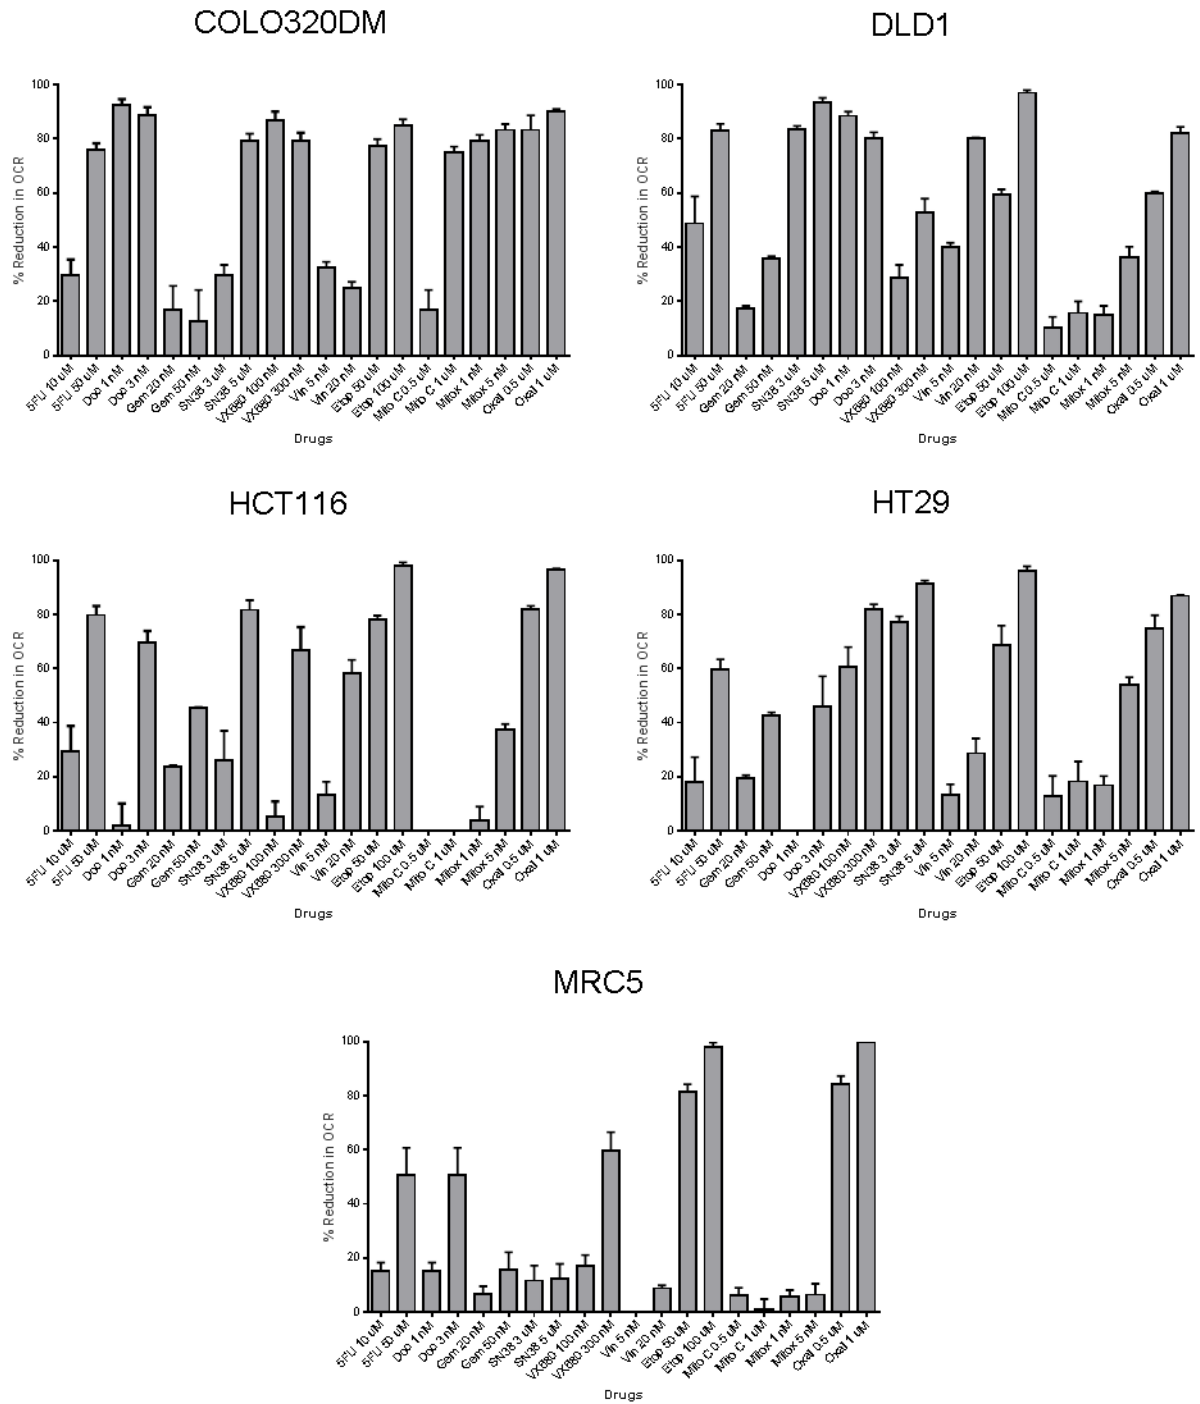 COLO320DM
DLD1
% Reduction in OCR
100
80
60
40
20
0
5FU 10 uM
5FU 50 uM
Doo 1 nM
Doo 3 nM
Gem 20 nM
Gem 50 nM
SN38 3 uM
SN38 5 uM
VX680 100 nM
VX680 300 nM
Vin 5 nM
Vin 20 nM
Etop 50 uM
Etop 100 uM
Mito C 0.5 uM
Mito C 1 uM
Mitox 1 nM
Mitox 5 nM
Oxal 0.5 uM
Oxal 1 uM
Drugs
% Reduction in OCR
100
80
60
40
20
0
5FU 10 uM
5FU 50 uM
Gem 20 nM
Gem 50 nM
SN38 3 uM
SN38 5 uM
Doo 1 nM
Doo 3 nM
VX680 100 nM
VX680 300 nM
Vin 5 nM
Vin 20 nM
Etop 50 uM
Etop 100 uM
Mito C 0.5 uM
Mito C 1 uM
Mitox 1 nM
Mitox 5 nM
Oxal 0.5 uM
Oxal 1 uM
Drugs
HCT116
HT29
% Reduction in OCR
100
80
60
40
20
0
5FU 10 uM
5FU 50 uM
Doo 1 nM
Doo 3 nM
Gem 20 nM
Gem 50 nM
SN38 3 uM
SN38 5 uM
VX680 100 nM
VX680 300 nM
Vin 5 nM
Vin 20 nM
Etop 50 uM
Etop 100 uM
Mito C 0.5 uM
Mito C 1 uM
Mitox 1 nM
Mitox 5 nM
Oxal 0.5 uM
Oxal 1 uM
Drugs
% Reduction in OCR
100
80
60
40
20
0
5FU 10 uM
5FU 50 uM
Gem 20 nM
Gem 50 nM
Doo 1 nM
Doo 3 nM
VX680 100 nM
VX680 300 nM
SN38 3 uM
SN38 5 uM
Vin 5 nM
Vin 20 nM
Etop 50 uM
Etop 100 uM
Mito C 0.5 uM
Mito C 1 uM
Mitox 1 nM
Mitox 5 nM
Oxal 0.5 uM
Oxal 1 uM
Drugs
MRC5
% Reduction in OCR
100
80
60
40
20
0
5FU 10 uM
5FU 50 uM
Doo 1 nM
Doo 3 nM
Gem 20 nM
Gem 50 nM
SN38 3 uM
SN38 5 uM
VX680 100 nM
VX680 300 nM
Vin 5 nM
Vin 20 nM
Etop 50 uM
Etop 100 uM
Mito C 0.5 uM
Mito C 1 uM
Mitox 1 nM
Mitox 5 nM
Oxal 0.5 uM
Oxal 1 uM
Drugs